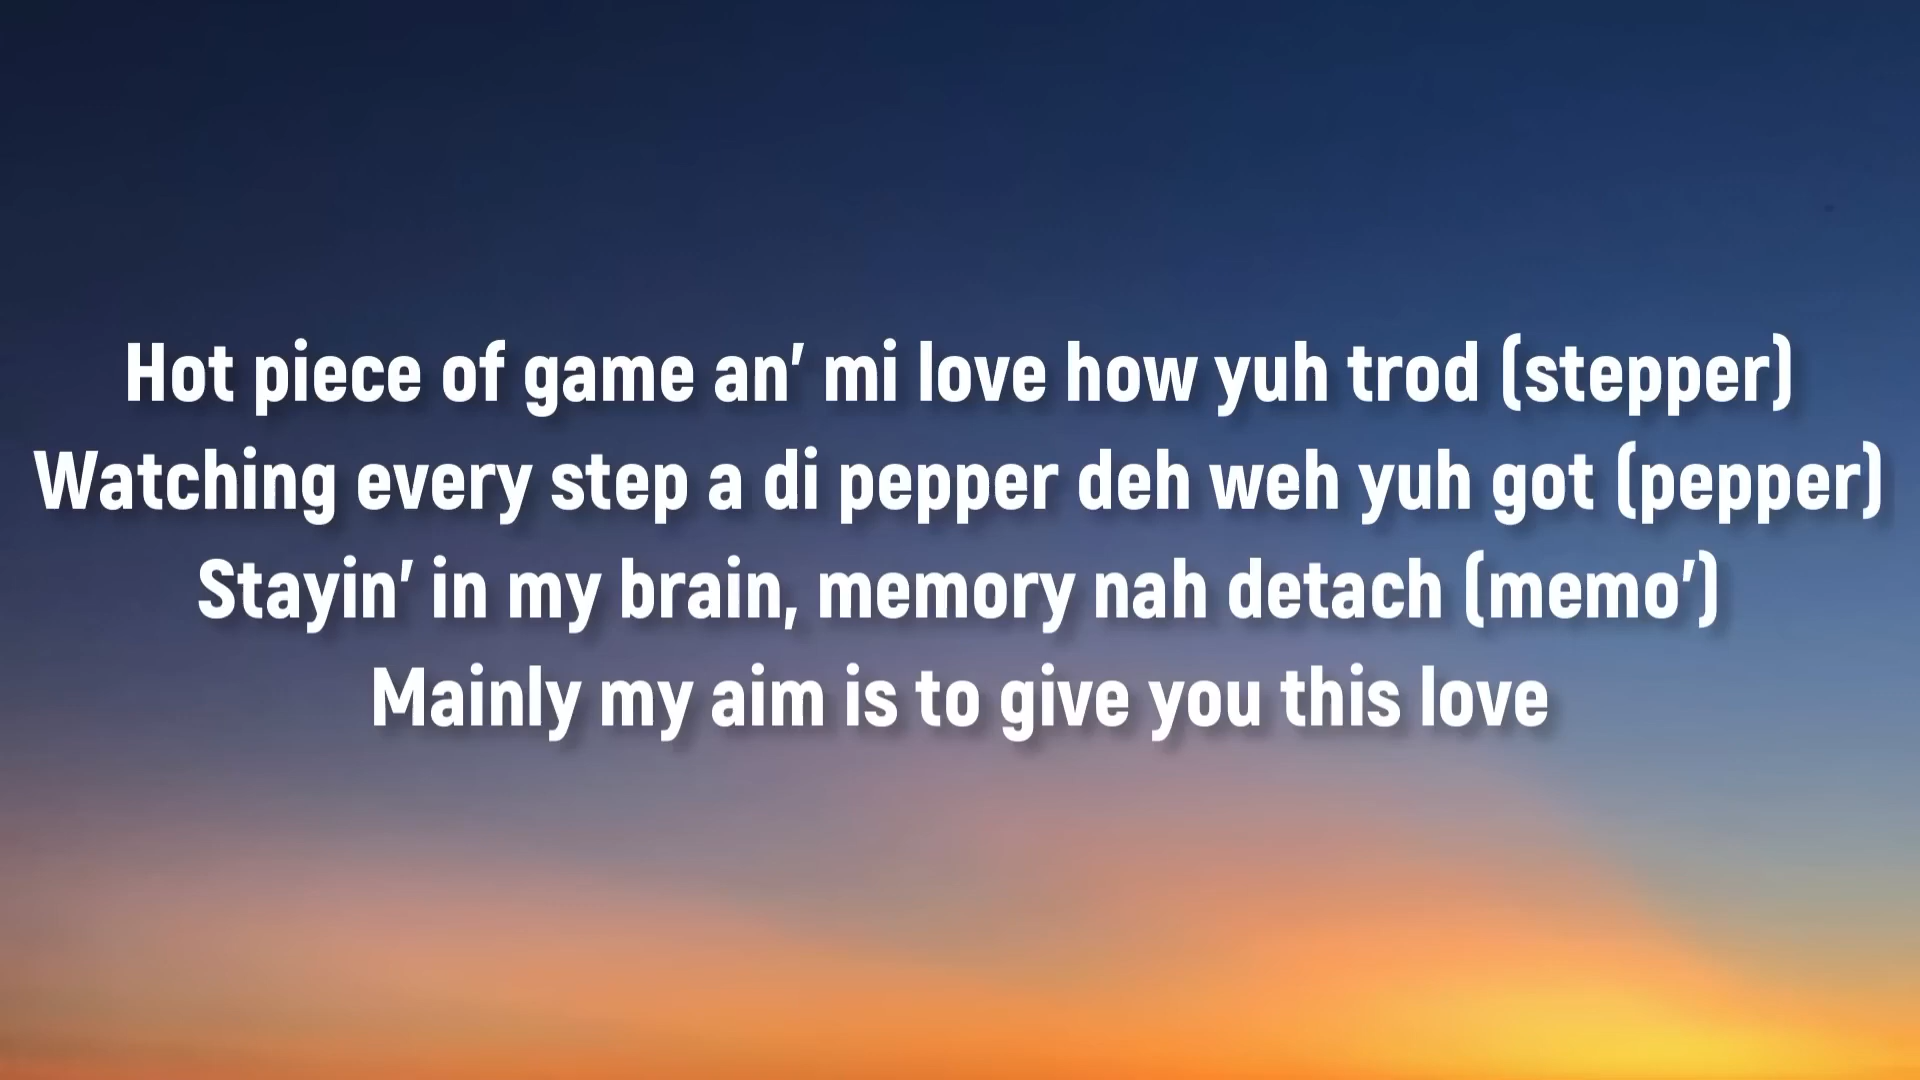 Hot piece of game an’ mi love how yuh trod (stepper)
Watching every step a di pepper deh weh yuh got (pepper)
Stayin’ in my brain, memory nah detach (memo’)
Mainly my aim is to give you this love